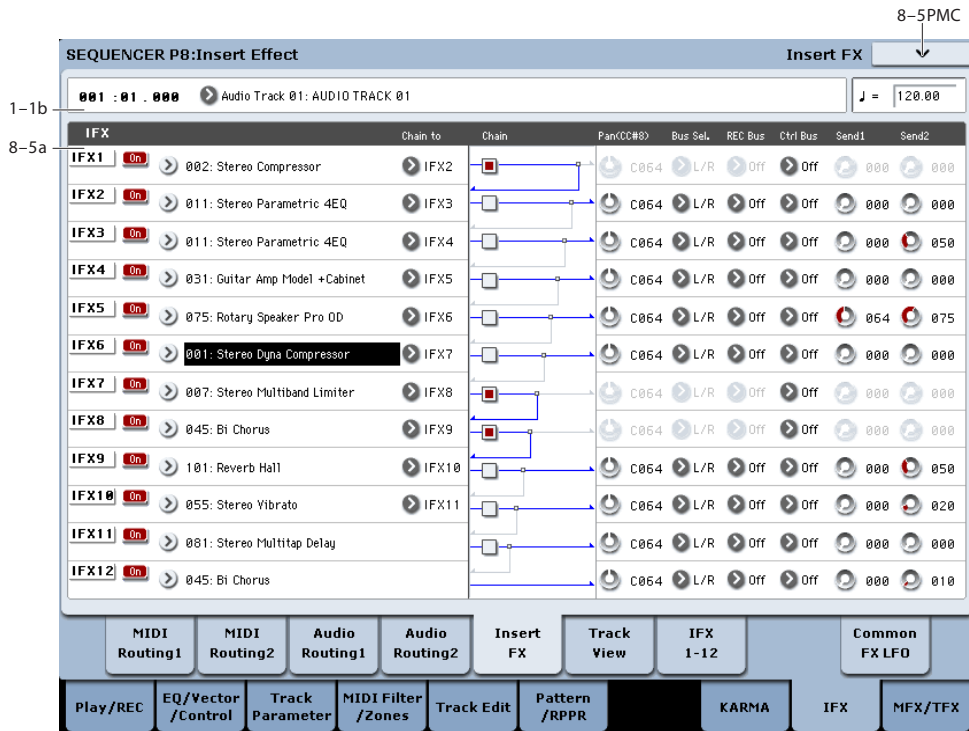 8–5PMC
SEQUENCER P8:Insert Effect Insert FX
1–1b
001 :01 . 000 Audio Track 01: AUDIO TRACK 01 ♩ = 120.00
8–5a
IFX Chain to Chain Pan(CC#8) Bus Sel. REC Bus Ctrl Bus Send1 Send2
IFX1 On 002: Stereo Compressor IFX2 C064 L/R Off Off 000 000
IFX2 On 011: Stereo Parametric 4EQ IFX3 C064 L/R Off Off 000 000
IFX3 On 011: Stereo Parametric 4EQ IFX4 C064 L/R Off Off 000 050
IFX4 On 031: Guitar Amp Model +Cabinet IFX5 C064 L/R Off Off 000 000
IFX5 On 075: Rotary Speaker Pro OD IFX6 C064 L/R Off Off 064 075
IFX6 On 001: Stereo Dyna Compressor IFX7 C064 L/R Off Off 000 000
IFX7 On 007: Stereo Multiband Limiter IFX8 C064 L/R Off Off 000 000
IFX8 On 045: Bi Chorus IFX9 C064 L/R Off Off 000 000
IFX9 On 101: Reverb Hall IFX10 C064 L/R Off Off 000 050
IFX10 On 055: Stereo Vibrato IFX11 C064 L/R Off Off 000 020
IFX11 On 081: Stereo Multitap Delay C064 L/R Off Off 000 000
IFX12 On 045: Bi Chorus C064 L/R Off Off 000 010
MIDI Routing1 MIDI Routing2 Audio Routing1 Audio Routing2 Insert FX Track View IFX 1-12 Common FX LFO
Play/REC EQ/Vector /Control Track Parameter MIDI Filter /Zones Track Edit Pattern /RPPR KARMA IFX MFX/TFX